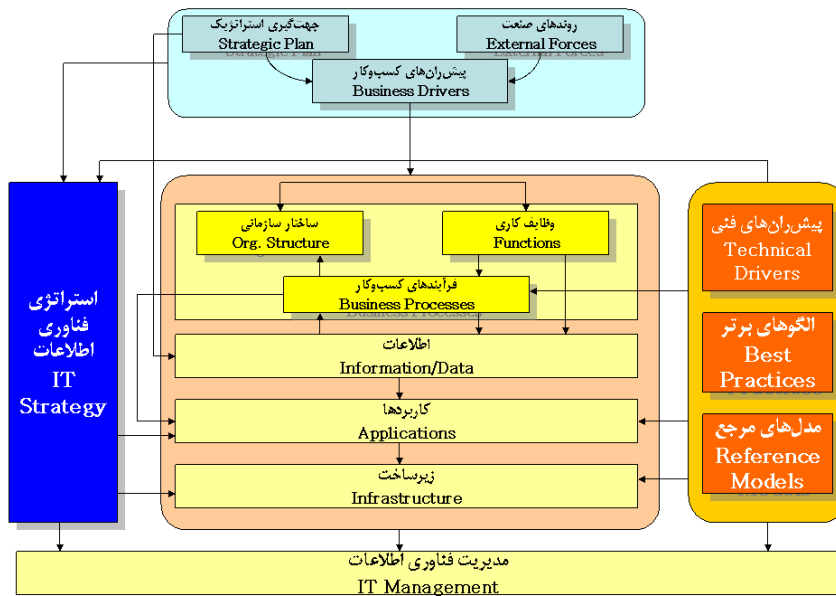 جهت‌گیری استراتژیک
Strategic Plan
روندهای صنعت
External Forces
پیش‌ران‌های کسب‌وکار
Business Drivers
استراتژی
فناوری
اطلاعات
IT
Strategy
ساختار سازمانی
Org. Structure
وظایف کاری
Functions
فرآیندهای کسب‌وکار
Business Processes
اطلاعات
Information/Data
کاربردها
Applications
زیرساخت
Infrastructure
پیش‌ران‌های فنی
Technical
Drivers
الگوهای برتر
Best
Practices
مدل‌های مرجع
Reference
Models
مدیریت فناوری اطلاعات
IT Management